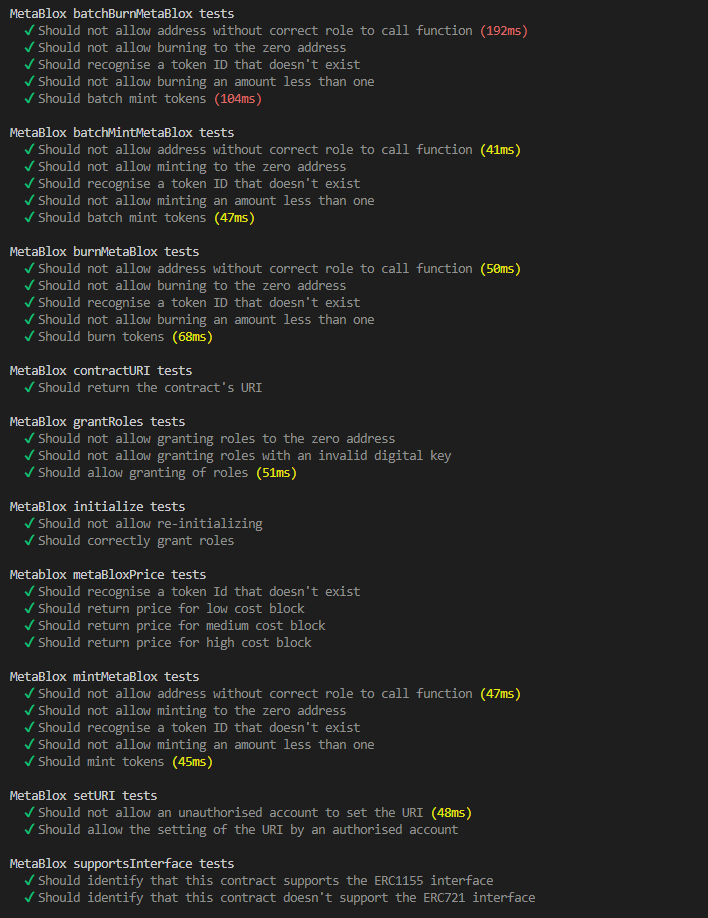 MetaBlox batchBurnMetaBlox tests
✓ Should not allow address without correct role to call function (192ms)
✓ Should not allow burning to the zero address
✓ Should recognise a token ID that doesn't exist
✓ Should not allow burning an amount less than one
✓ Should batch mint tokens (104ms)
MetaBlox batchMintMetaBlox tests
✓ Should not allow address without correct role to call function (41ms)
✓ Should not allow minting to the zero address
✓ Should recognise a token ID that doesn't exist
✓ Should not allow minting an amount less than one
✓ Should batch mint tokens (47ms)
MetaBlox burnMetaBlox tests
✓ Should not allow address without correct role to call function (50ms)
✓ Should not allow burning to the zero address
✓ Should recognise a token ID that doesn't exist
✓ Should not allow burning an amount less than one
✓ Should burn tokens (68ms)
MetaBlox contractURI tests
✓ Should return the contract's URI
MetaBlox grantRoles tests
✓ Should not allow granting roles to the zero address
✓ Should not allow granting roles with an invalid digital key
✓ Should allow granting of roles (51ms)
MetaBlox initialize tests
✓ Should not allow re-initializing
✓ Should correctly grant roles
Metablox metaBloxPrice tests
✓ Should recognise a token Id that doesn't exist
✓ Should return price for low cost block
✓ Should return price for medium cost block
✓ Should return price for high cost block
MetaBlox mintMetaBlox tests
✓ Should not allow address without correct role to call function (47ms)
✓ Should not allow minting to the zero address
✓ Should recognise a token ID that doesn't exist
✓ Should not allow minting an amount less than one
✓ Should mint tokens (45ms)
MetaBlox setURI tests
✓ Should not allow an unauthorised account to set the URI (48ms)
✓ Should allow the setting of the URI by an authorised account
MetaBlox supportsInterface tests
✓ Should identify that this contract supports the ERC1155 interface
✓ Should identify that this contract doesn't support the ERC721 interface